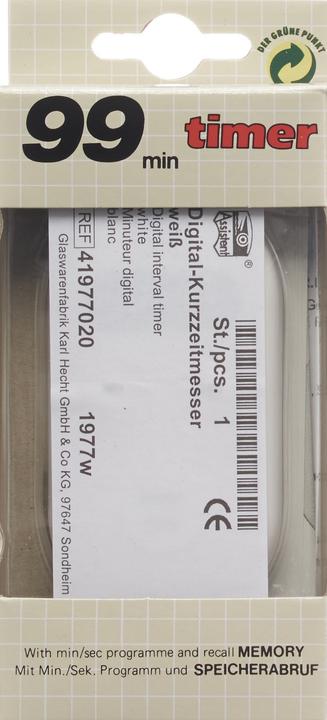 DER GRÜNE PUNKT
99 min timer
Assistent ®
Digital-Kurzzeitmesser
weiß
Digital interval timer
white
Minuteur digital
blanc
St./pcs. 1
CE
REF 41977020 1977w
Glaswarenfabrik Karl Hecht GmbH & Co KG, 97647 Sondheim
With min/sec programme and recall MEMORY
Mit Min./Sek. Programm und SPEICHERABRUF